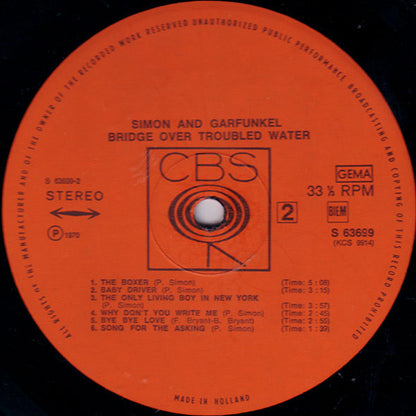 ALL RIGHTS OF THE MANUFACTURER AND OF THE OWNER OF THE RECORDED WORK RESERVED UNAUTHORIZED PUBLIC PERFORMANCE BROADCASTING AND COPYING OF THIS RECORD PROHIBITED
SIMON AND GARFUNKEL
BRIDGE OVER TROUBLED WATER
CBS
S 63699-2
STEREO
GEMA
33 ⅓ RPM
Ⓟ 1970
2
BIEM
S 63699
(KCS 9914)
1. THE BOXER (P. Simon) (Time: 5:08)
2. BABY DRIVER (P. Simon) (Time: 3:15)
3. THE ONLY LIVING BOY IN NEW YORK
(P. Simon) (Time: 3:57)
4. WHY DON'T YOU WRITE ME (P. Simon) (Time: 2:45)
5. BYE BYE LOVE (F. Bryant-B. Bryant) (Time: 2:50)
6. SONG FOR THE ASKING (P. Simon) (Time: 1:39)
MADE IN HOLLAND